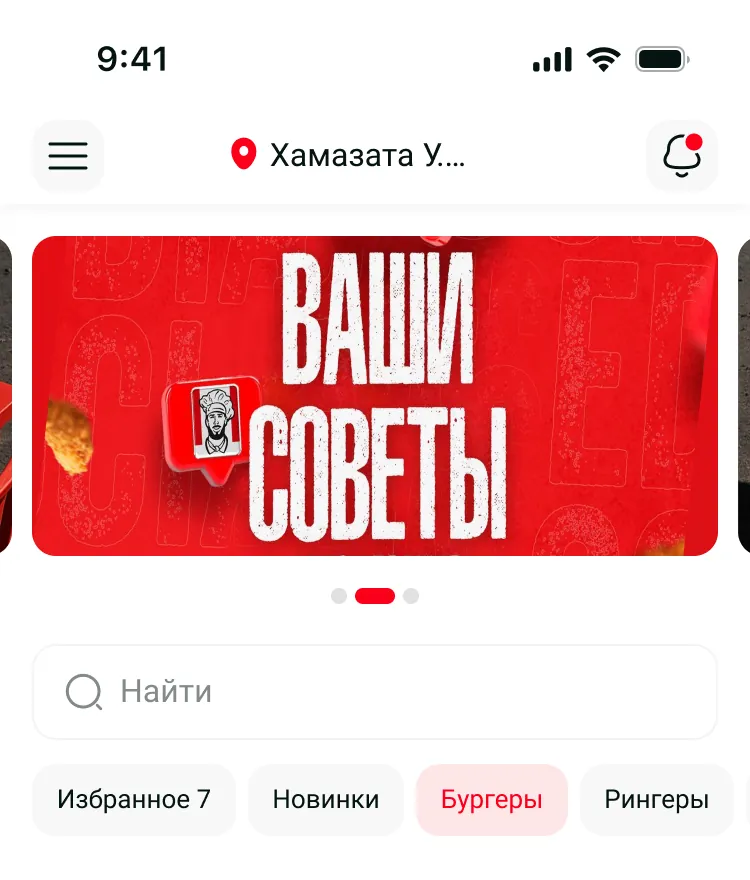 9:41
Хамазата У....
ВАШИ
СОВЕТЫ
Найти
Избранное 7
Новинки
Бургеры
Рингеры